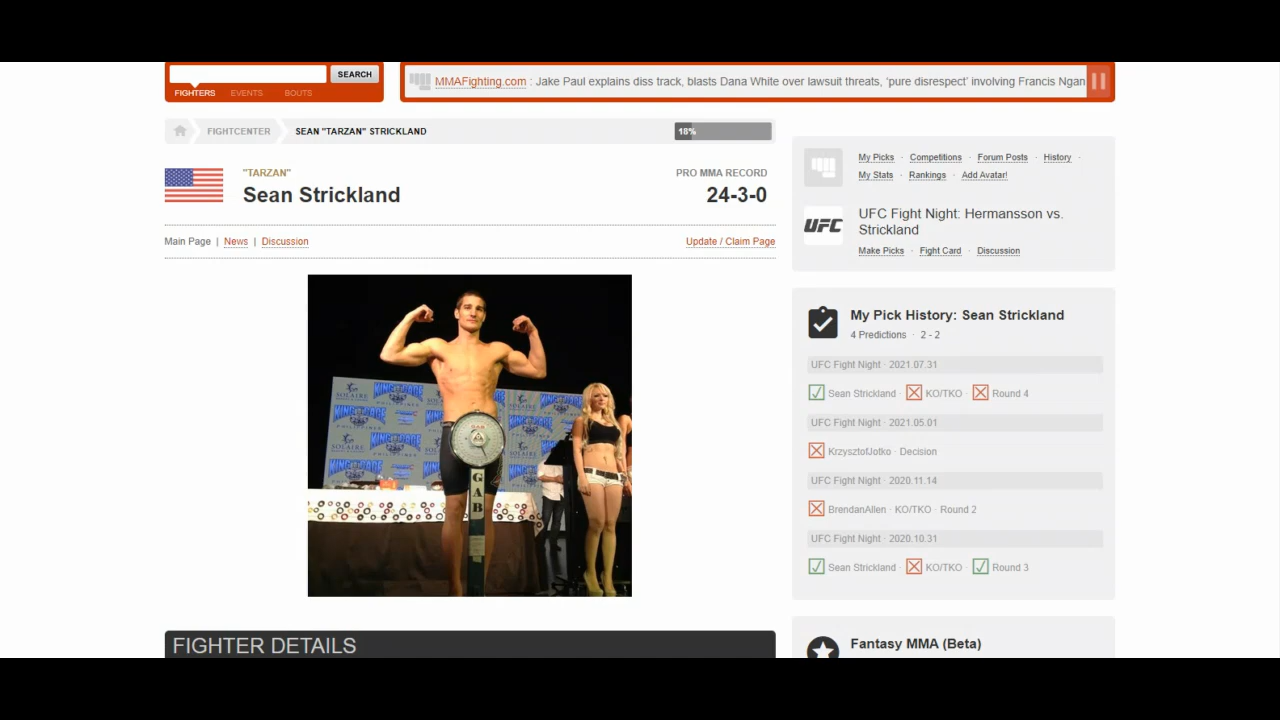 SEARCH
FIGHTERS EVENTS BOUTS
MMAFighting.com : Jake Paul explains diss track, blasts Dana White over lawsuit threats, 'pure disrespect' involving Francis Ngan
FIGHTCENTER SEAN "TARZAN" STRICKLAND 18%
"TARZAN"
Sean Strickland
PRO MMA RECORD
24-3-0
Main Page | News | Discussion
Update / Claim Page
SOLAIRE
KING OF RAGE
PHILIPPINES
GAB
FIGHTER DETAILS
My Picks · Competitions · Forum Posts · History ·
My Stats · Rankings · Add Avatar!
UFC
UFC Fight Night: Hermansson vs.
Strickland
Make Picks · Fight Card · Discussion
My Pick History: Sean Strickland
4 Predictions · 2 - 2
UFC Fight Night · 2021.07.31
Sean Strickland · KO/TKO · Round 4
UFC Fight Night · 2021.05.01
KrzysztofJotko · Decision
UFC Fight Night · 2020.11.14
BrendanAllen · KO/TKO · Round 2
UFC Fight Night · 2020.10.31
Sean Strickland · KO/TKO · Round 3
Fantasy MMA (Beta)